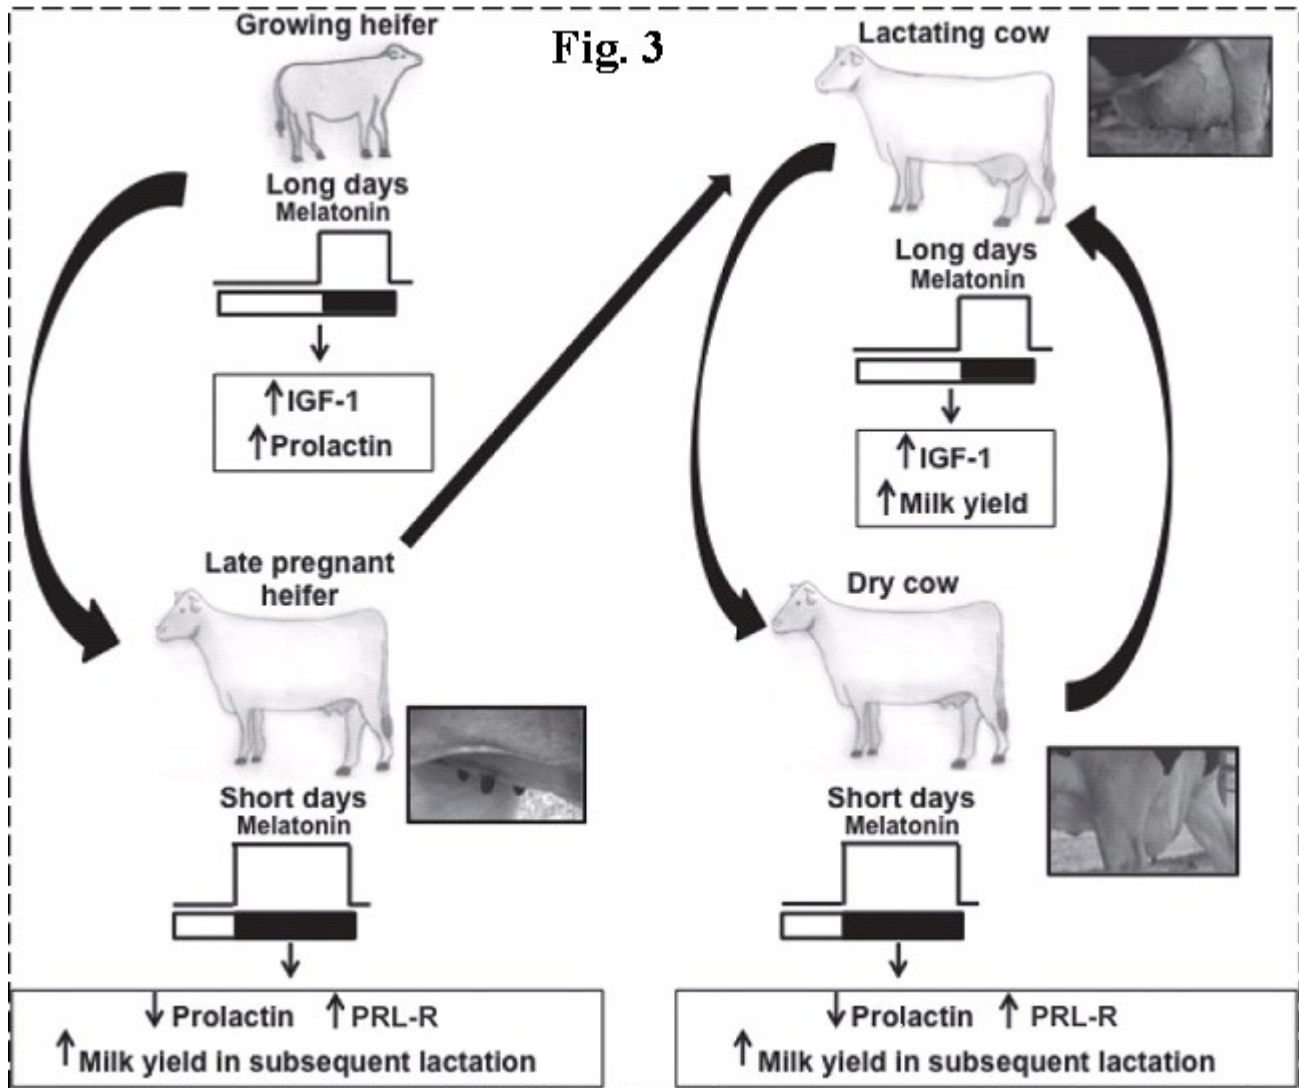 Growing heifer
Fig. 3
Lactating cow
Long days
Melatonin
↑IGF-1
↑Prolactin
Long days
Melatonin
↑IGF-1
↑Milk yield
Late pregnant
heifer
Short days
Melatonin
↓Prolactin ↑PRL-R
↑Milk yield in subsequent lactation
Dry cow
Short days
Melatonin
↓Prolactin ↑PRL-R
↑Milk yield in subsequent lactation